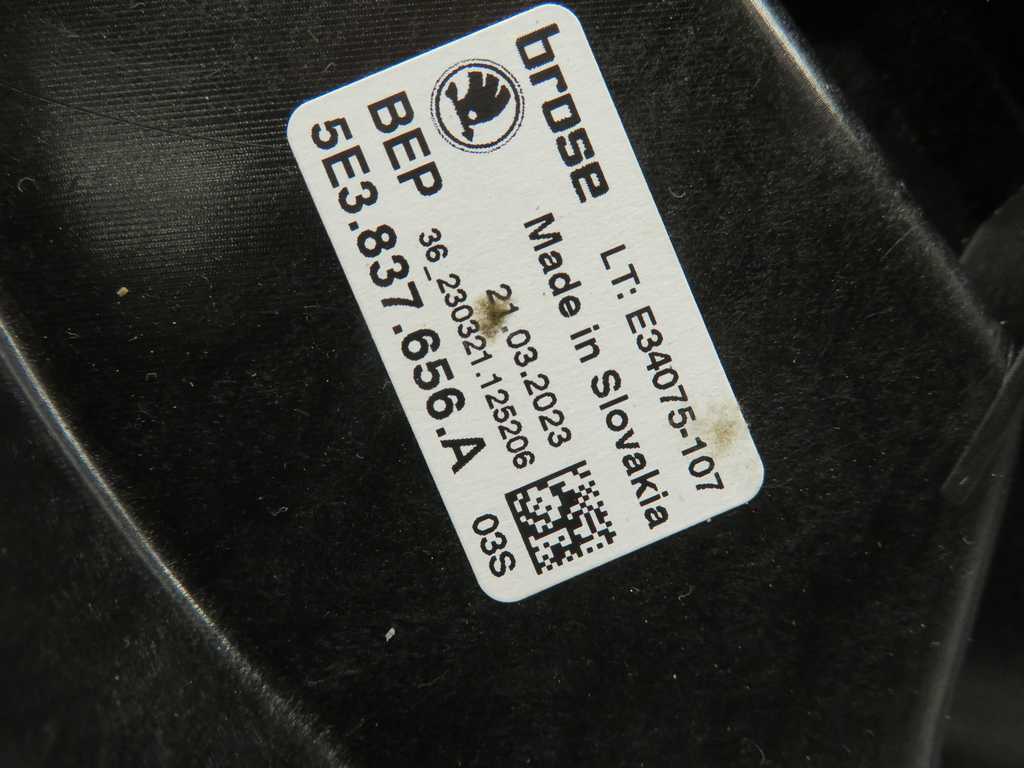 brose
LT: E34075-107
Made in Slovakia
BEP
21.03.2023
36_230321.125206
5E3.837.656.A
03S